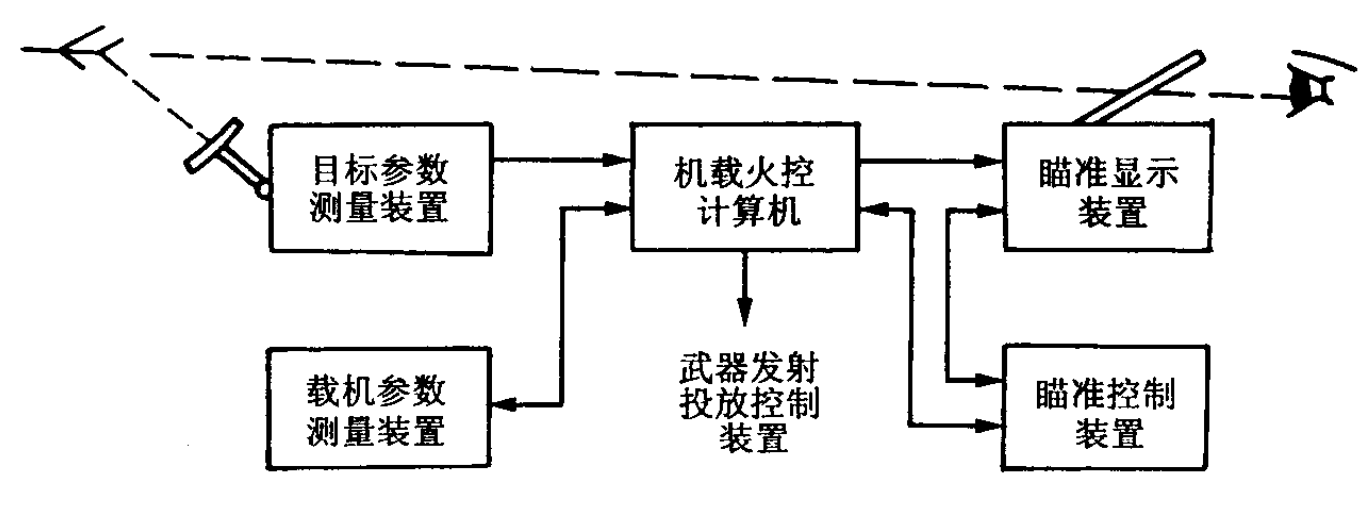 目标参数
测量装置
机载火控
计算机
瞄准显示
装置
载机参数
测量装置
武器发射
投放控制
装置
瞄准控制
装置